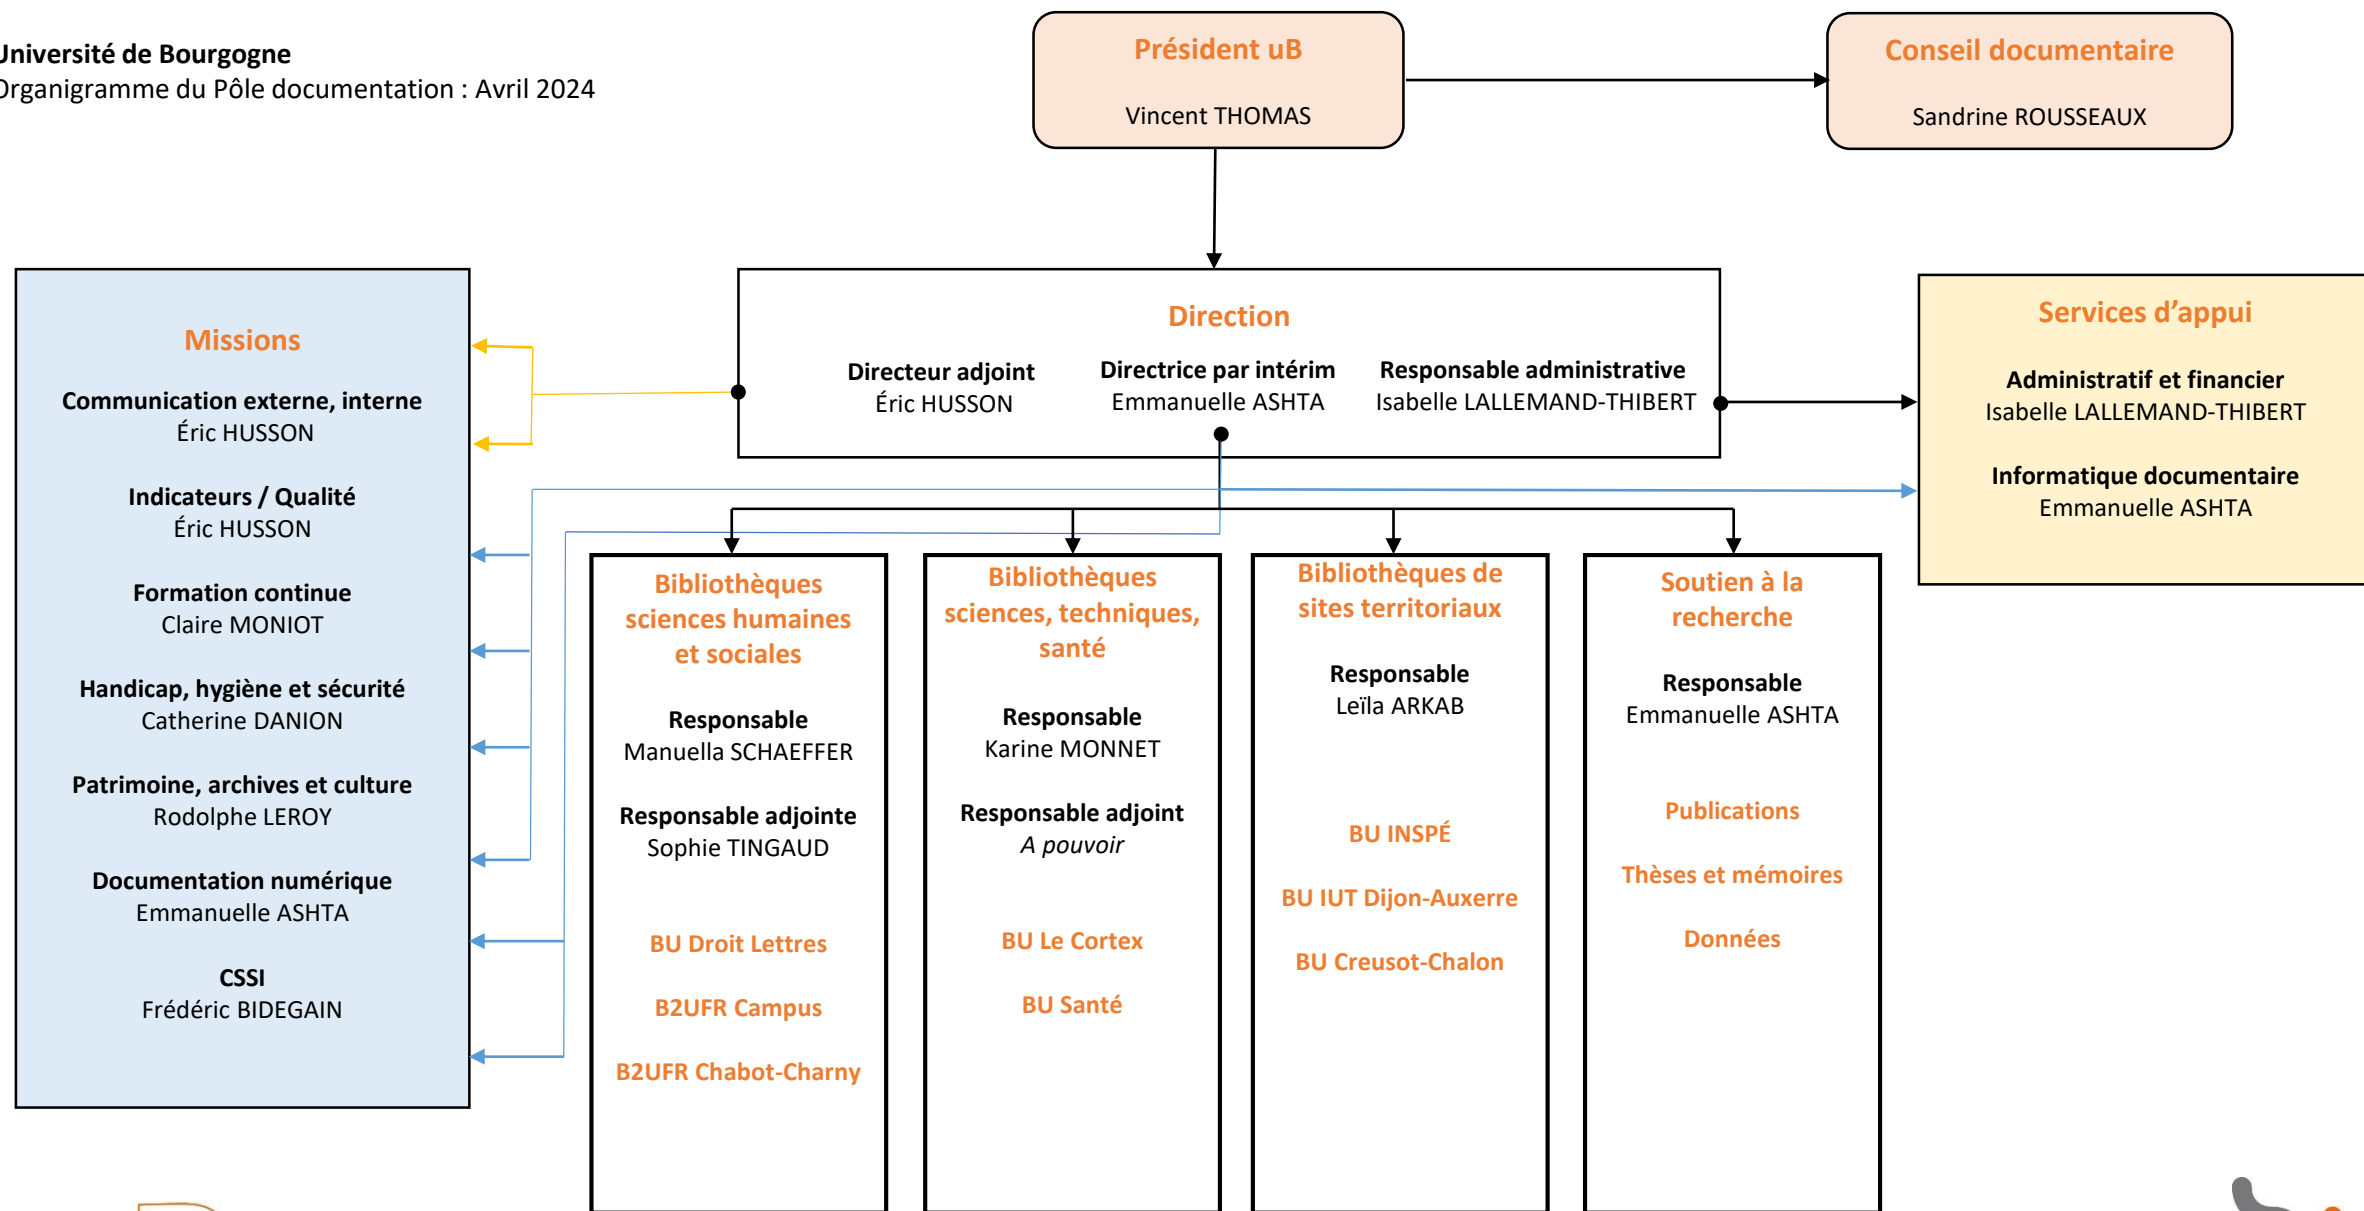 Université de Bourgogne
Organigramme du Pôle documentation : Avril 2024
Président uB
Vincent THOMAS
Conseil documentaire
Sandrine ROUSSEAUX
Missions
Communication externe, interne
Éric HUSSON
Indicateurs / Qualité
Éric HUSSON
Formation continue
Claire MONIOT
Handicap, hygiène et sécurité
Catherine DANION
Patrimoine, archives et culture
Rodolphe LEROY
Documentation numérique
Emmanuelle ASHTA
CSSI
Frédéric BIDEGAIN
Direction
Directeur adjoint
Éric HUSSON
Directrice par intérim
Emmanuelle ASHTA
Responsable administrative
Isabelle LALLEMAND-THIBERT
Services d’appui
Administratif et financier
Isabelle LALLEMAND-THIBERT
Informatique documentaire
Emmanuelle ASHTA
Bibliothèques
sciences humaines
et sociales
Responsable
Manuella SCHAEFFER
Responsable adjointe
Sophie TINGAUD
BU Droit Lettres
B2UFR Campus
B2UFR Chabot-Charny
Bibliothèques
sciences, techniques,
santé
Responsable
Karine MONNET
Responsable adjoint
A pouvoir
BU Le Cortex
BU Santé
Bibliothèques de
sites territoriaux
Responsable
Leïla ARKAB
BU INSPÉ
BU IUT Dijon-Auxerre
BU Creusot-Chalon
Soutien à la
recherche
Responsable
Emmanuelle ASHTA
Publications
Thèses et mémoires
Données